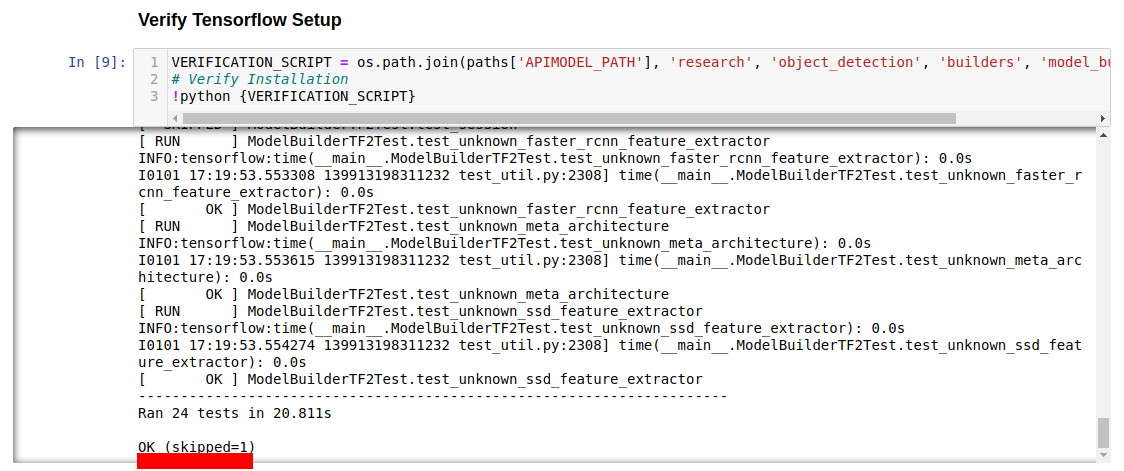 Verify Tensorflow Setup
In [9]:
1 VERIFICATION_SCRIPT = os.path.join(paths['APIMODEL_PATH'], 'research', 'object_detection', 'builders', 'model_bu
2 # Verify Installation
3 !python {VERIFICATION_SCRIPT}
[  SKIPPED ] ModelBuilderTF2Test.test_session
[ RUN      ] ModelBuilderTF2Test.test_unknown_faster_rcnn_feature_extractor
INFO:tensorflow:time(__main__.ModelBuilderTF2Test.test_unknown_faster_rcnn_feature_extractor): 0.0s
I0101 17:19:53.553308 139913198311232 test_util.py:2308] time(__main__.ModelBuilderTF2Test.test_unknown_faster_r
cnn_feature_extractor): 0.0s
[       OK ] ModelBuilderTF2Test.test_unknown_faster_rcnn_feature_extractor
[ RUN      ] ModelBuilderTF2Test.test_unknown_meta_architecture
INFO:tensorflow:time(__main__.ModelBuilderTF2Test.test_unknown_meta_architecture): 0.0s
I0101 17:19:53.553615 139913198311232 test_util.py:2308] time(__main__.ModelBuilderTF2Test.test_unknown_meta_arc
hitecture): 0.0s
[       OK ] ModelBuilderTF2Test.test_unknown_meta_architecture
[ RUN      ] ModelBuilderTF2Test.test_unknown_ssd_feature_extractor
INFO:tensorflow:time(__main__.ModelBuilderTF2Test.test_unknown_ssd_feature_extractor): 0.0s
I0101 17:19:53.554274 139913198311232 test_util.py:2308] time(__main__.ModelBuilderTF2Test.test_unknown_ssd_feat
ure_extractor): 0.0s
[       OK ] ModelBuilderTF2Test.test_unknown_ssd_feature_extractor
----------------------------------------------------------------------
Ran 24 tests in 20.811s
OK (skipped=1)